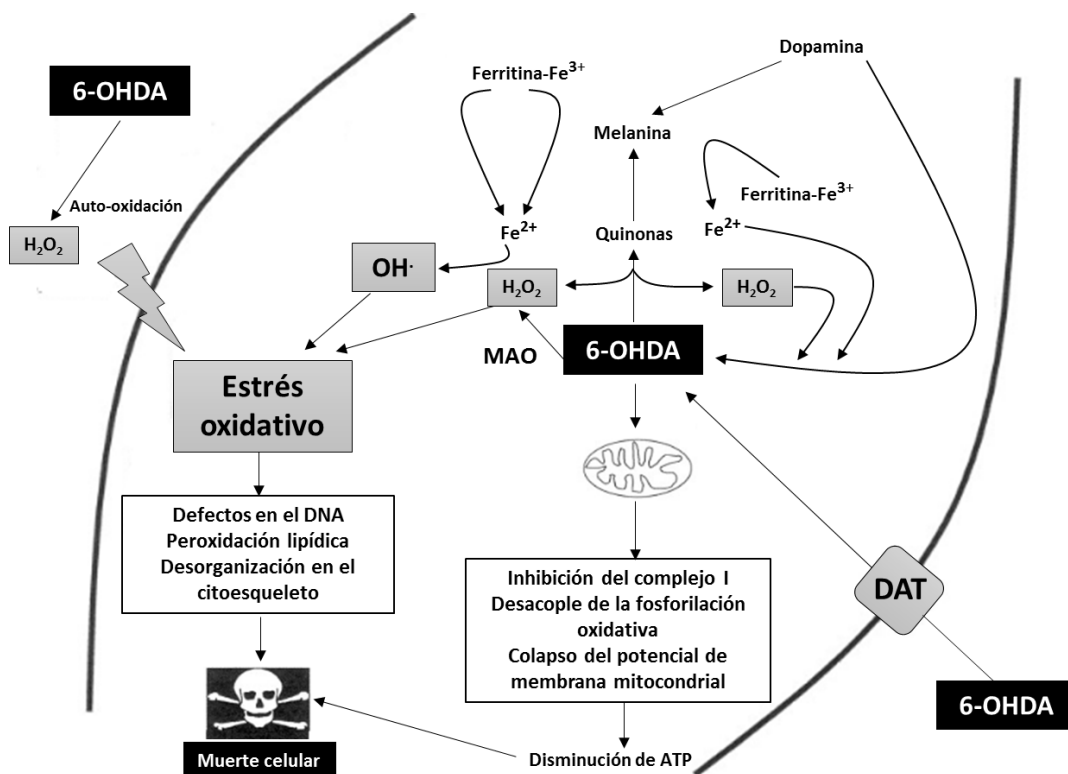 Dopamina
Ferritina-Fe³⁺
6-OHDA
Melanina
Ferritina-Fe³⁺
Auto-oxidación
Fe²⁺
Quinonas
Fe²⁺
H₂O₂
OH·
H₂O₂
H₂O₂
MAO
6-OHDA
Estrés
oxidativo
Defectos en el DNA
Peroxidación lipídica
Desorganización en el
citoesqueleto
Inhibición del complejo I
Desacople de la fosforilación
oxidativa
Colapso del potencial de
membrana mitocondrial
DAT
6-OHDA
Muerte celular
Disminución de ATP